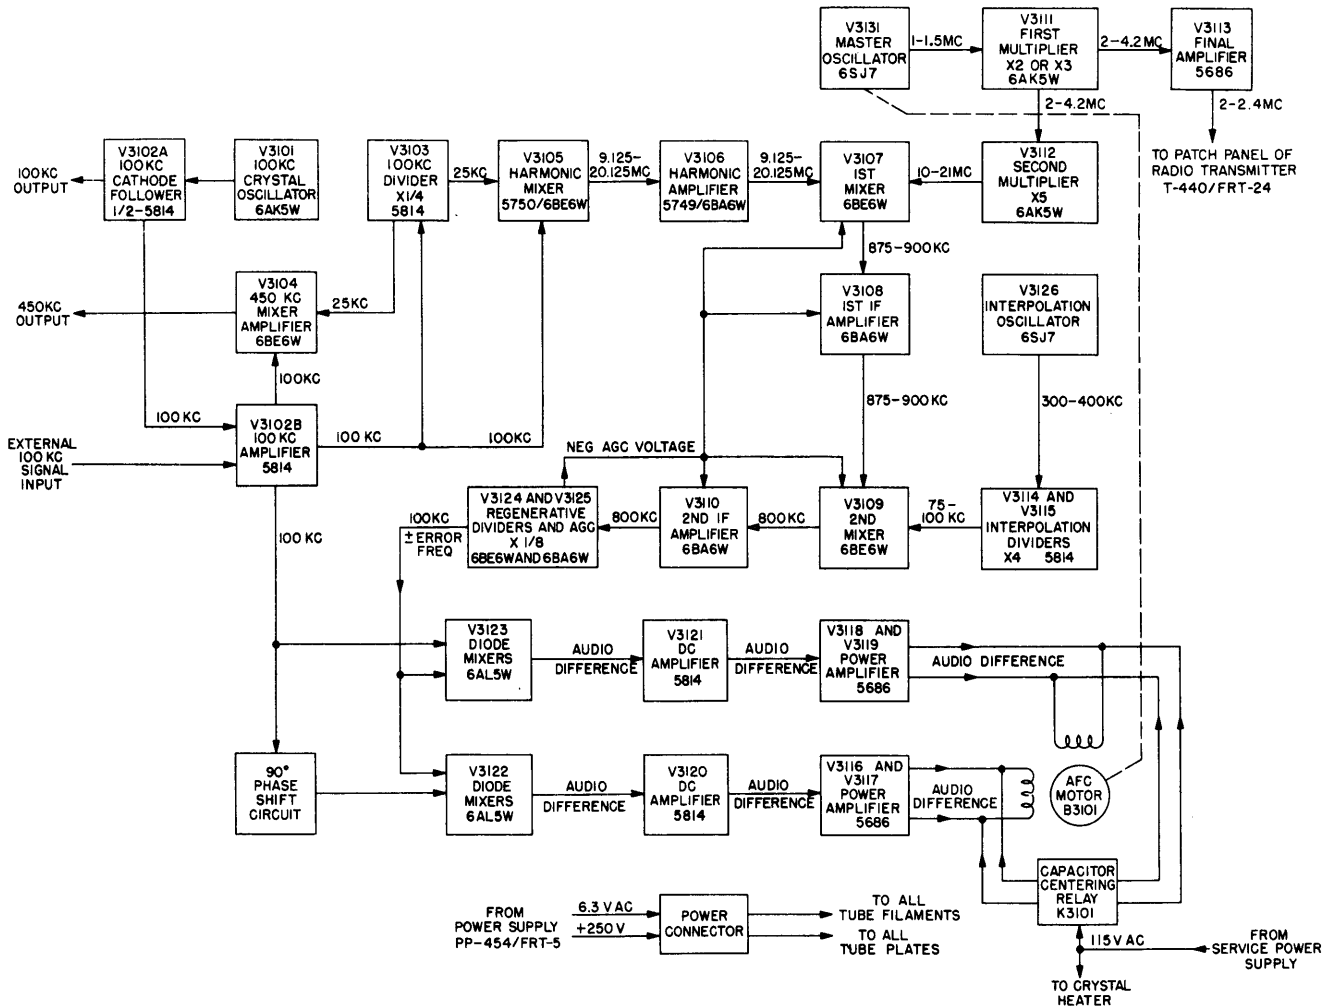 V3131
MASTER
OSCILLATOR
6SJ7
1-1.5MC
V3111
FIRST
MULTIPLIER
X2 OR X3
6AK5W
2-4.2MC
V3113
FINAL
AMPLIFIER
5686
2-4.2MC
2-2.4MC
TO PATCH PANEL OF
RADIO TRANSMITTER
T-440/FRT-24
100KC
OUTPUT
V3102A
100KC
CATHODE
FOLLOWER
1/2-5814
V3101
100KC
CRYSTAL
OSCILLATOR
6AK5W
V3103
100KC
DIVIDER
X1/4
5814
25KC
V3105
HARMONIC
MIXER
5750/6BE6W
9.125-
20.125MC
V3106
HARMONIC
AMPLIFIER
5749/6BA6W
9.125-
20.125MC
V3107
IST
MIXER
6BE6W
10-21MC
V3112
SECOND
MULTIPLIER
X5
6AK5W
875-900KC
450KC
OUTPUT
V3104
450 KC
MIXER
AMPLIFIER
6BE6W
25KC
V3108
IST IF
AMPLIFIER
6BA6W
V3126
INTERPOLATION
OSCILLATOR
6SJ7
100KC
875-900KC
300-400KC
100 KC
EXTERNAL
100KC
SIGNAL
INPUT
V3102B
100KC
AMPLIFIER
5814
100 KC
100KC
NEG AGC VOLTAGE
100 KC
100KC
± ERROR
FREQ
V3124 AND V3125
REGENERATIVE
DIVIDERS AND AGC
X 1/8
6BE6W AND 6BA6W
800KC
V3110
2ND IF
AMPLIFIER
6BA6W
800KC
V3109
2ND
MIXER
6BE6W
75-
100 KC
V3114 AND
V3115
INTERPOLATION
DIVIDERS
X4 5814
V3123
DIODE
MIXERS
6AL5W
AUDIO
DIFFERENCE
V3121
DC
AMPLIFIER
5814
AUDIO
DIFFERENCE
V3118 AND
V3119
POWER
AMPLIFIER
5686
AUDIO DIFFERENCE
90°
PHASE
SHIFT
CIRCUIT
V3122
DIODE
MIXERS
6AL5W
AUDIO
DIFFERENCE
V3120
DC
AMPLIFIER
5814
AUDIO
DIFFERENCE
V3116 AND
V3117
POWER
AMPLIFIER
5686
AUDIO
DIFFERENCE
AFC
MOTOR
B3101
CAPACITOR
CENTERING
RELAY
K3101
FROM
POWER SUPPLY
PP-454/FRT-5
6.3 VAC
+250 V
POWER
CONNECTOR
TO ALL
TUBE FILAMENTS
TO ALL
TUBE PLATES
115V AC
FROM
SERVICE POWER
SUPPLY
TO CRYSTAL
HEATER